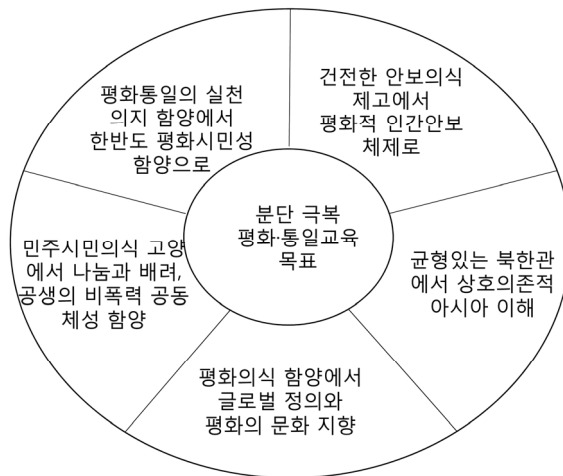 평화통일의 실천
의지 함양에서
한반도 평화시민성
함양으로
건전한 안보의식
제고에서
평화적 인간안보
체제로
분단 극복
평화·통일교육
목표
민주시민의식 고양
에서 나눔과 배려,
공생의 비폭력 공동
체성 함양
균형있는 북한관
에서 상호의존적
아시아 이해
평화의식 함양에서
글로벌 정의와
평화의 문화 지향